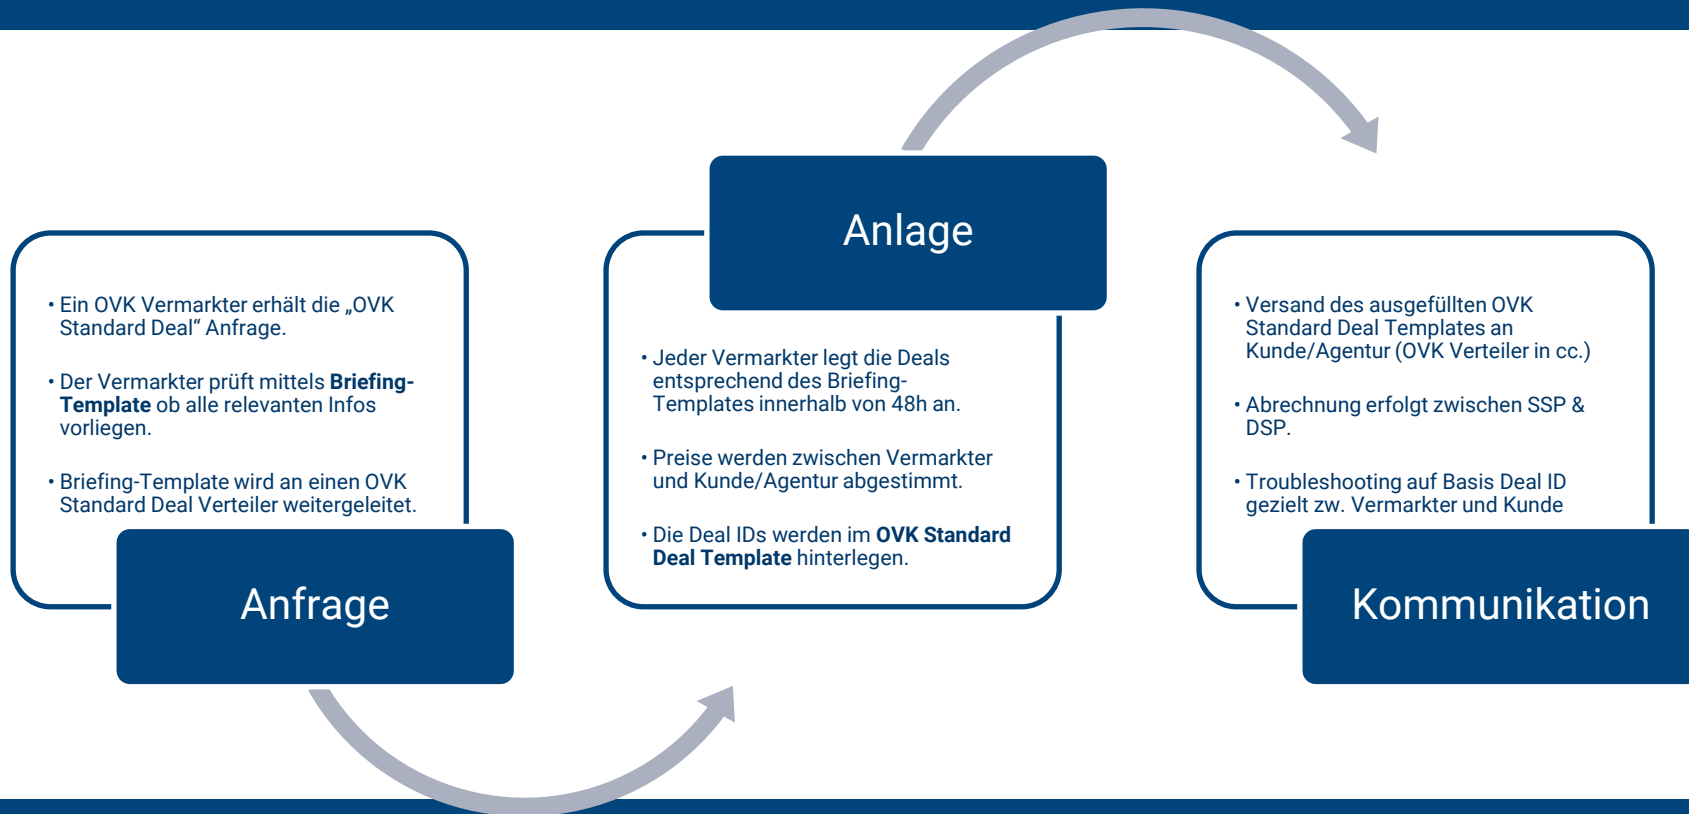 • Ein OVK Vermarkter erhält die „OVK
Standard Deal“ Anfrage.
• Der Vermarkter prüft mittels Briefing-
Template ob alle relevanten Infos
vorliegen.
• Briefing-Template wird an einen OVK
Standard Deal Verteiler weitergeleitet.
Anfrage
Anlage
• Jeder Vermarkter legt die Deals
entsprechend des Briefing-
Templates innerhalb von 48h an.
• Preise werden zwischen Vermarkter
und Kunde/Agentur abgestimmt.
• Die Deal IDs werden im OVK Standard
Deal Template hinterlegen.
• Versand des ausgefüllten OVK
Standard Deal Templates an
Kunde/Agentur (OVK Verteiler in cc.)
• Abrechnung erfolgt zwischen SSP &
DSP.
• Troubleshooting auf Basis Deal ID
gezielt zw. Vermarkter und Kunde
Kommunikation